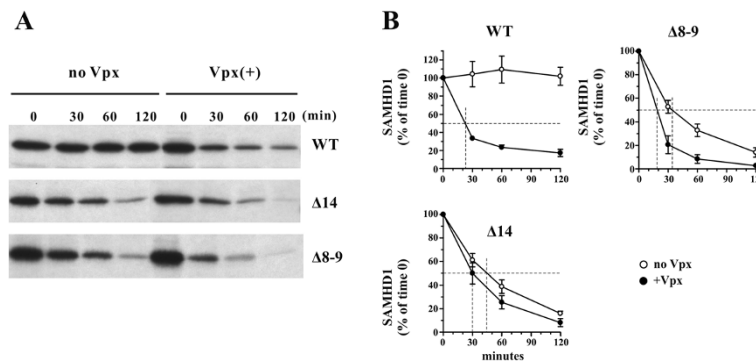 A
no Vpx Vpx(+)
0 30 60 120 0 30 60 120 (min)
WT
Δ14
Δ8-9
B
WT
SAMHD1
(% of time 0)
120
100
80
60
40
20
0
0 30 60 90 120
Δ8-9
SAMHD1
(% of time 0)
100
80
60
40
20
0
0 30 60 90 120
Δ14
SAMHD1
(% of time 0)
100
80
60
40
20
0
0 30 60 90 120
minutes
no Vpx
+Vpx